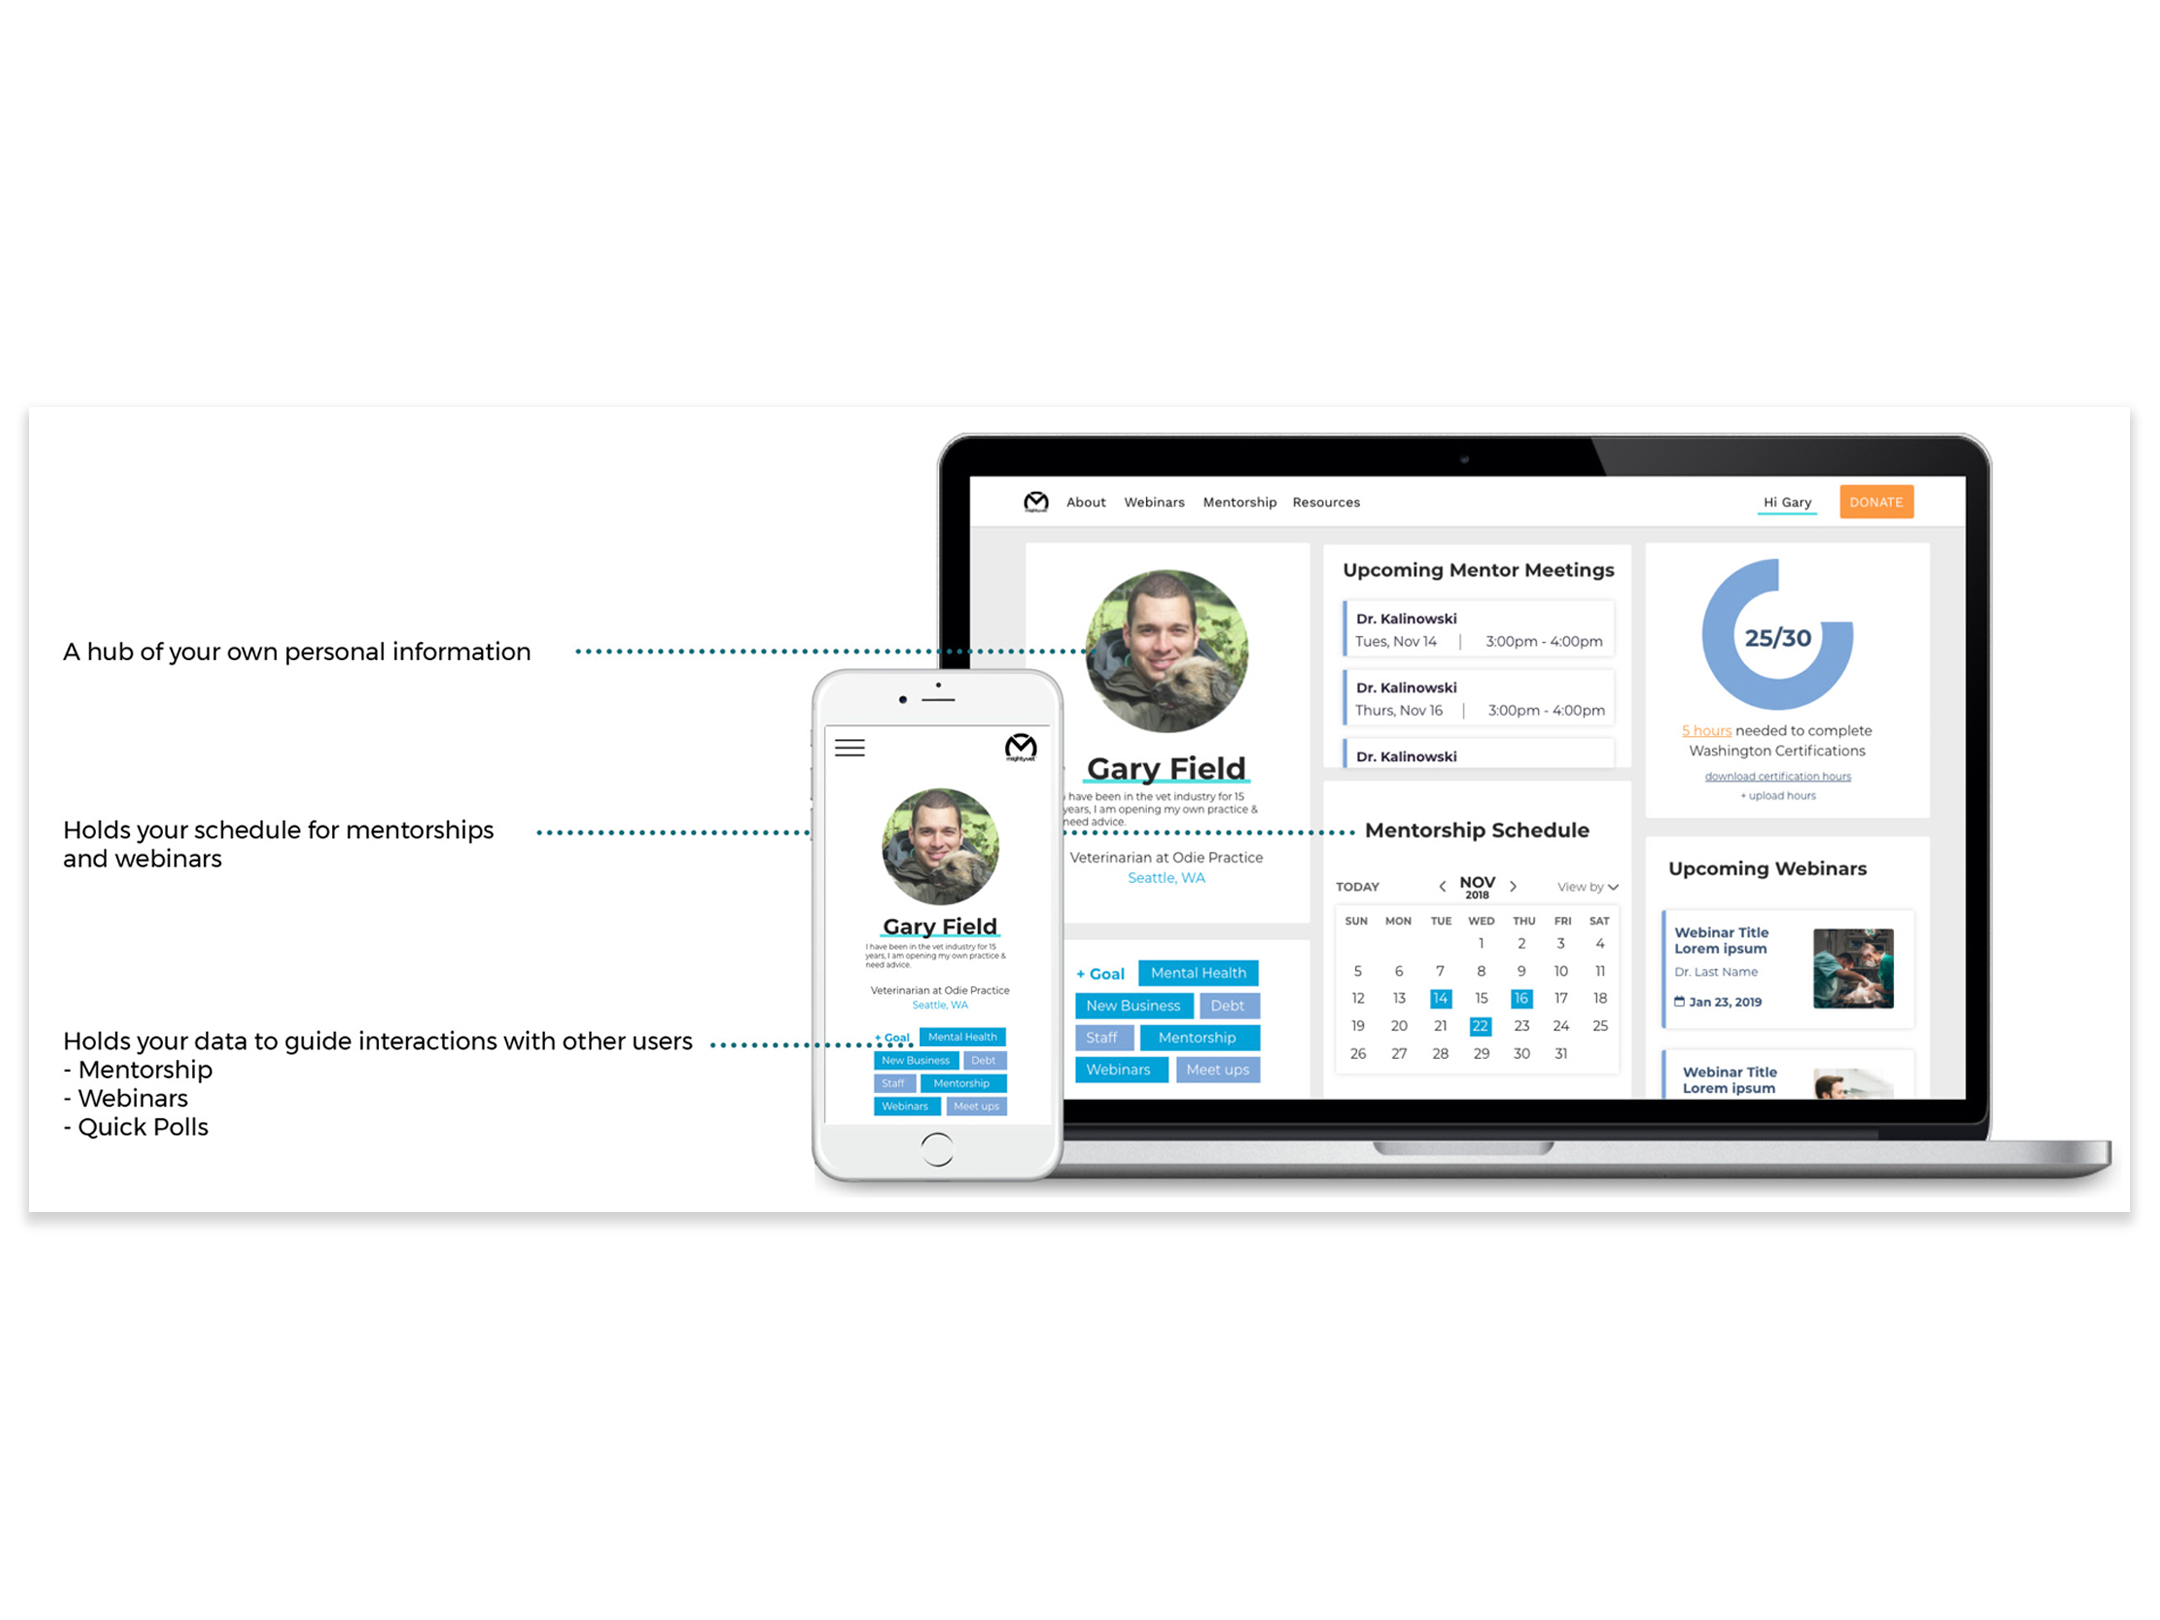 A hub of your own personal information
Holds your schedule for mentorships
and webinars
Holds your data to guide interactions with other users
- Mentorship
- Webinars
- Quick Polls
mightyvet
Gary Field
I have been in the vet industry for 15
years, I am opening my own practice &
need advice.
Veterinarian at Odie Practice
Seattle, WA
+ Goal Mental Health
New Business Debt
Staff Mentorship
Webinars Meet ups
mightyvet About Webinars Mentorship Resources Hi Gary DONATE
Gary Field
have been in the vet industry for 15
years, I am opening my own practice &
need advice.
Veterinarian at Odie Practice
Seattle, WA
+ Goal Mental Health
New Business Debt
Staff Mentorship
Webinars Meet ups
Upcoming Mentor Meetings
Dr. Kalinowski
Tues, Nov 14 | 3:00pm - 4:00pm
Dr. Kalinowski
Thurs, Nov 16 | 3:00pm - 4:00pm
Dr. Kalinowski
Mentorship Schedule
TODAY < NOV > View by
2018
SUN MON TUE WED THU FRI SAT
1 2 3 4
5 6 7 8 9 10 11
12 13 14 15 16 17 18
19 20 21 22 23 24 25
26 27 28 29 30 31
25/30
5 hours needed to complete
Washington Certifications
download certification hours
+ upload hours
Upcoming Webinars
Webinar Title
Lorem ipsum
Dr. Last Name
Jan 23, 2019
Webinar Title
Lorem ipsum